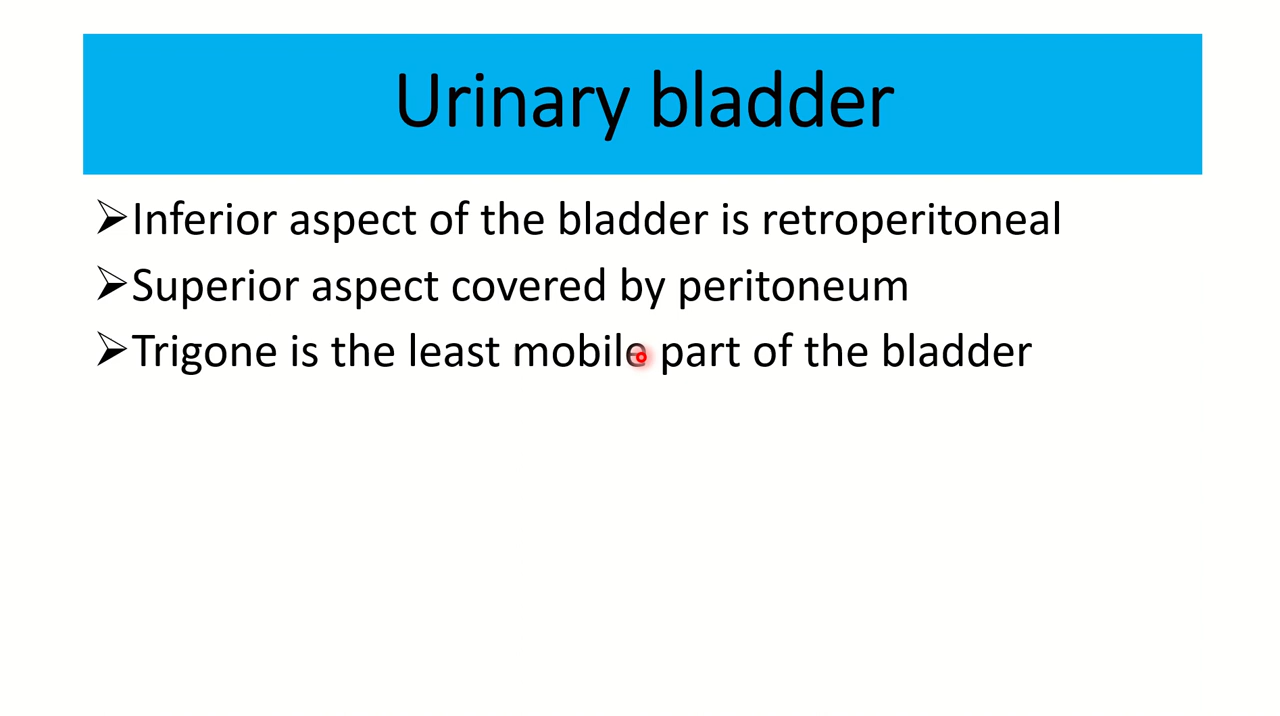 Urinary bladder
➢Inferior aspect of the bladder is retroperitoneal
➢Superior aspect covered by peritoneum
➢Trigone is the least mobile part of the bladder